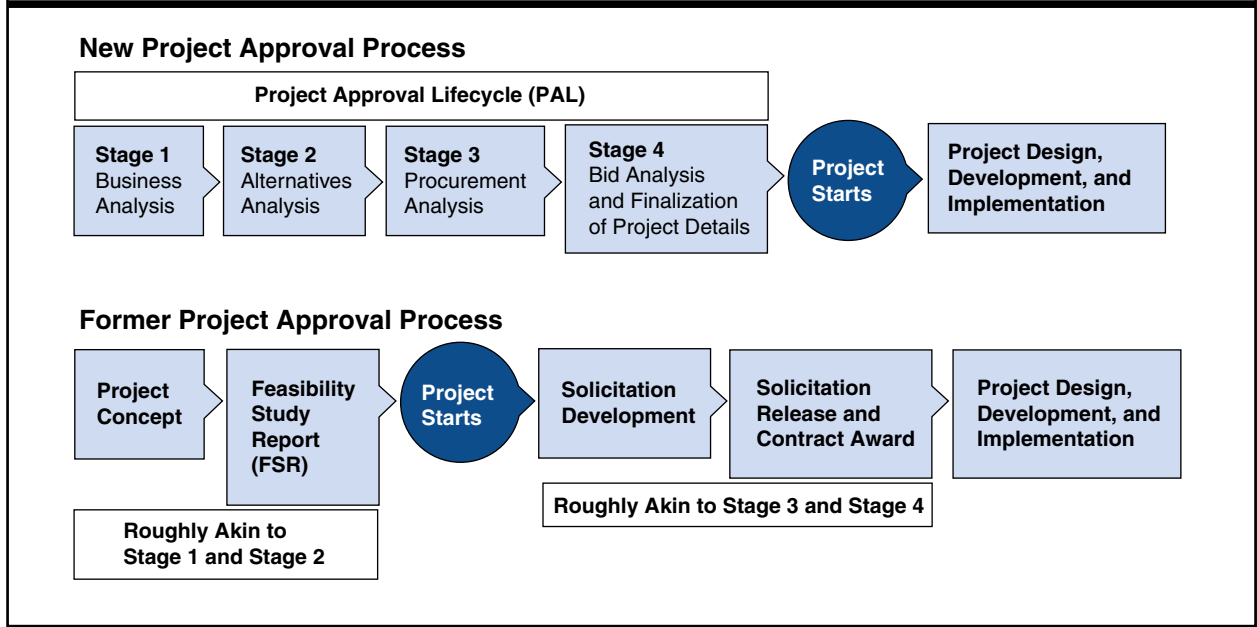 New Project Approval Process
Project Approval Lifecycle (PAL)
Stage 1
Business
Analysis
Stage 2
Alternatives
Analysis
Stage 3
Procurement
Analysis
Stage 4
Bid Analysis
and Finalization
of Project Details
Project
Starts
Project Design,
Development, and
Implementation
Former Project Approval Process
Project
Concept
Feasibility
Study
Report
(FSR)
Project
Starts
Solicitation
Development
Solicitation
Release and
Contract Award
Project Design,
Development, and
Implementation
Roughly Akin to
Stage 1 and Stage 2
Roughly Akin to Stage 3 and Stage 4